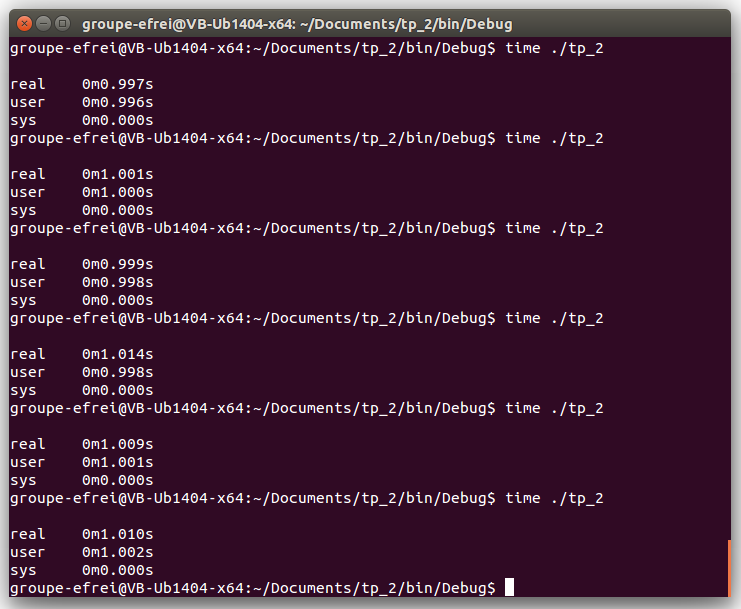 groupe-efrei@VB-Ub1404-x64: ~/Documents/tp_2/bin/Debug
groupe-efrei@VB-Ub1404-x64:~/Documents/tp_2/bin/Debug$ time ./tp_2
real 0m0.997s
user 0m0.996s
sys 0m0.000s
groupe-efrei@VB-Ub1404-x64:~/Documents/tp_2/bin/Debug$ time ./tp_2
real 0m1.001s
user 0m1.000s
sys 0m0.000s
groupe-efrei@VB-Ub1404-x64:~/Documents/tp_2/bin/Debug$ time ./tp_2
real 0m0.999s
user 0m0.998s
sys 0m0.000s
groupe-efrei@VB-Ub1404-x64:~/Documents/tp_2/bin/Debug$ time ./tp_2
real 0m1.014s
user 0m0.998s
sys 0m0.000s
groupe-efrei@VB-Ub1404-x64:~/Documents/tp_2/bin/Debug$ time ./tp_2
real 0m1.009s
user 0m1.001s
sys 0m0.000s
groupe-efrei@VB-Ub1404-x64:~/Documents/tp_2/bin/Debug$ time ./tp_2
real 0m1.010s
user 0m1.002s
sys 0m0.000s
groupe-efrei@VB-Ub1404-x64:~/Documents/tp_2/bin/Debug$